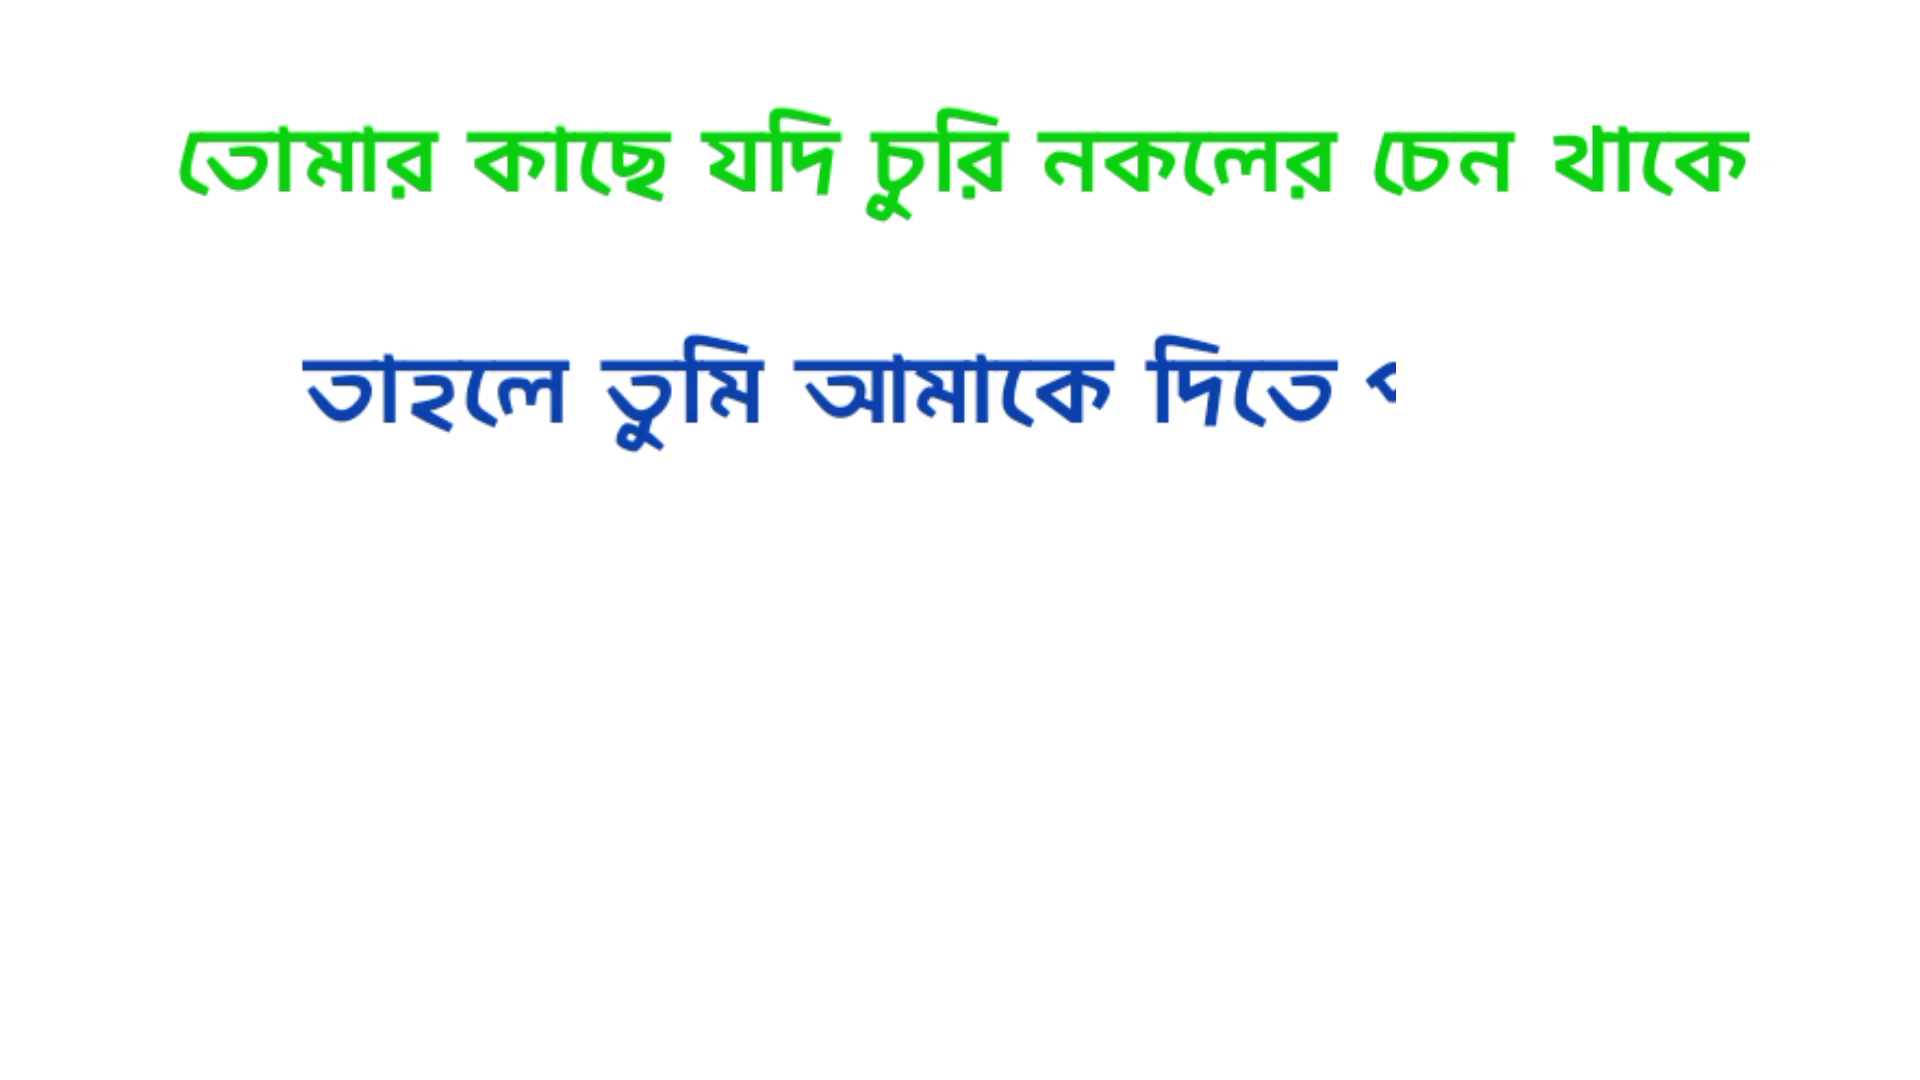 তোমার কাছে যদি চুরি নকলের চেন থাকে
তাহলে তুমি আমাকে দিতে